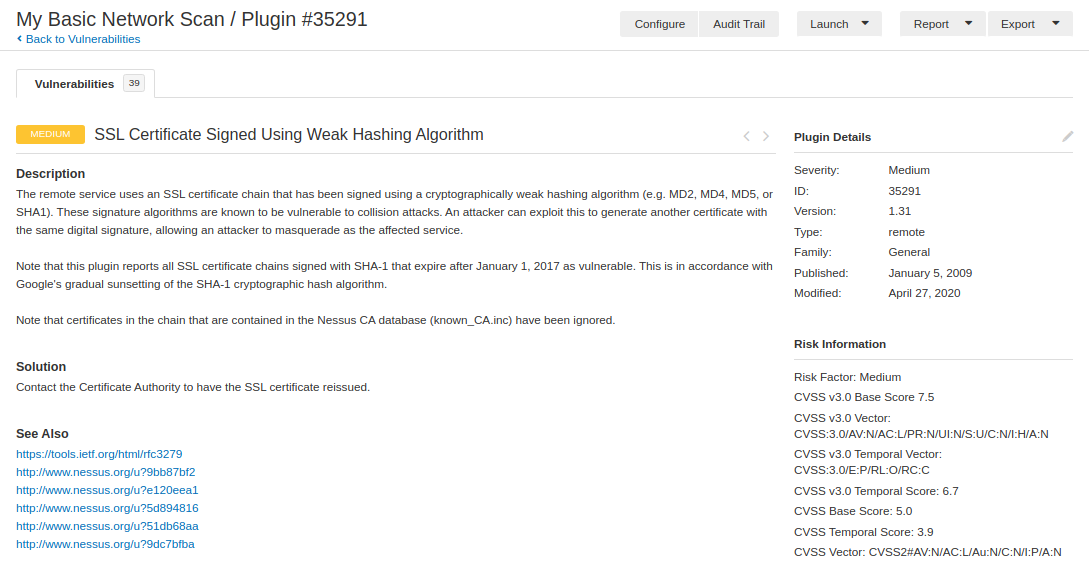 My Basic Network Scan / Plugin #35291
Back to Vulnerabilities
Configure
Audit Trail
Launch
Report
Export
Vulnerabilities 39
MEDIUM SSL Certificate Signed Using Weak Hashing Algorithm
Description
The remote service uses an SSL certificate chain that has been signed using a cryptographically weak hashing algorithm (e.g. MD2, MD4, MD5, or
SHA1). These signature algorithms are known to be vulnerable to collision attacks. An attacker can exploit this to generate another certificate with
the same digital signature, allowing an attacker to masquerade as the affected service.
Note that this plugin reports all SSL certificate chains signed with SHA-1 that expire after January 1, 2017 as vulnerable. This is in accordance with
Google's gradual sunsetting of the SHA-1 cryptographic hash algorithm.
Note that certificates in the chain that are contained in the Nessus CA database (known_CA.inc) have been ignored.
Solution
Contact the Certificate Authority to have the SSL certificate reissued.
See Also
https://tools.ietf.org/html/rfc3279
http://www.nessus.org/u?9bb87bf2
http://www.nessus.org/u?e120eea1
http://www.nessus.org/u?5d894816
http://www.nessus.org/u?51db68aa
http://www.nessus.org/u?9dc7bfba
Plugin Details
Severity: Medium
ID: 35291
Version: 1.31
Type: remote
Family: General
Published: January 5, 2009
Modified: April 27, 2020
Risk Information
Risk Factor: Medium
CVSS v3.0 Base Score 7.5
CVSS v3.0 Vector:
CVSS:3.0/AV:N/AC:L/PR:N/UI:N/S:U/C:N/I:H/A:N
CVSS v3.0 Temporal Vector:
CVSS:3.0/E:P/RL:O/RC:C
CVSS v3.0 Temporal Score: 6.7
CVSS Base Score: 5.0
CVSS Temporal Score: 3.9
CVSS Vector: CVSS2#AV:N/AC:L/Au:N/C:N/I:P/A:N